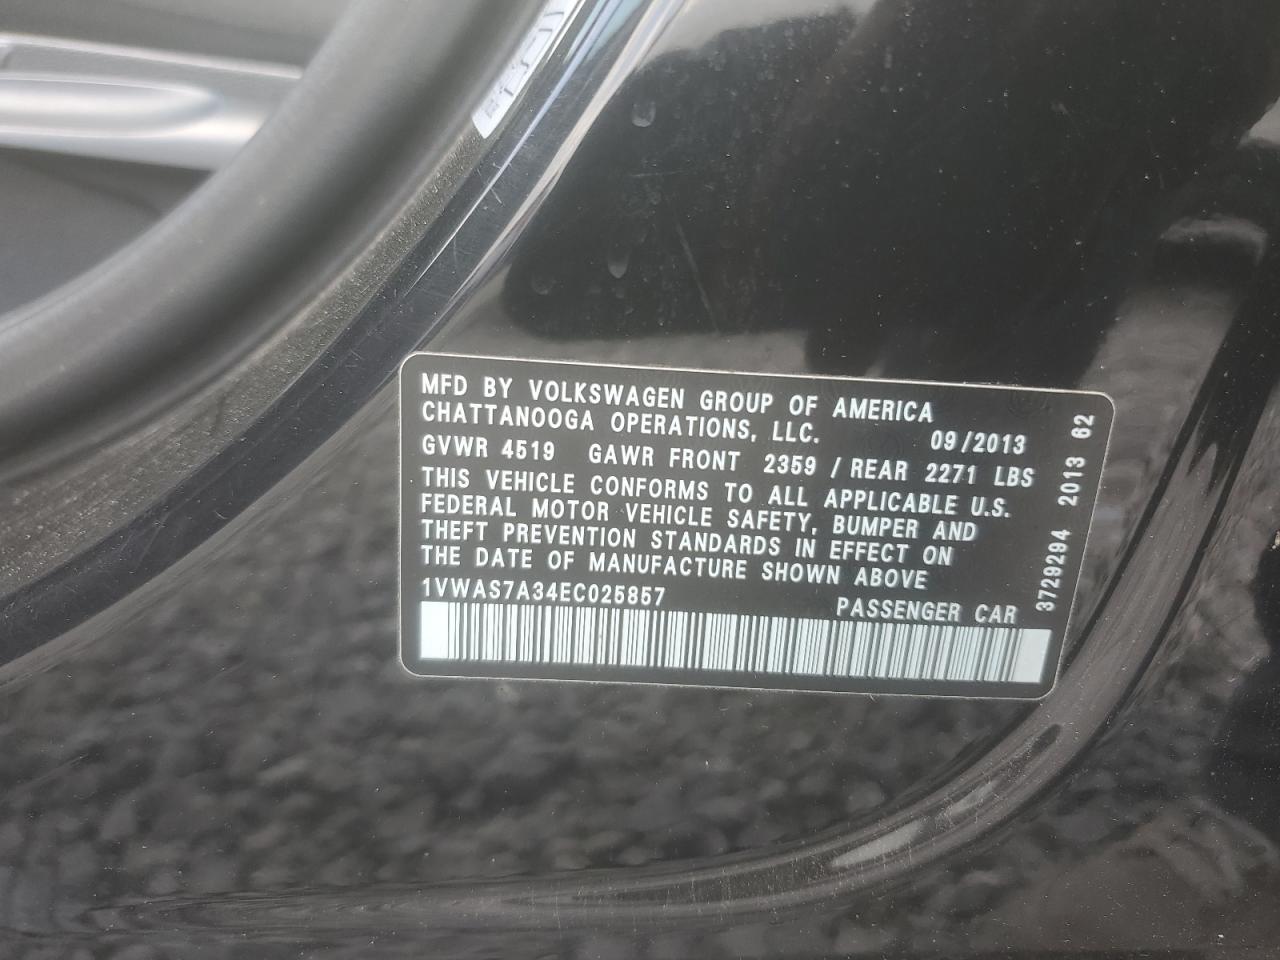 MFD BY VOLKSWAGEN GROUP OF AMERICA
CHATTANOOGA OPERATIONS, LLC. 09/2013
GVWR 4519 GAWR FRONT 2359 / REAR 2271 LBS
THIS VEHICLE CONFORMS TO ALL APPLICABLE U.S.
FEDERAL MOTOR VEHICLE SAFETY, BUMPER AND
THEFT PREVENTION STANDARDS IN EFFECT ON
THE DATE OF MANUFACTURE SHOWN ABOVE
1VWAS7A34EC025857 PASSENGER CAR
3729294 2013 62